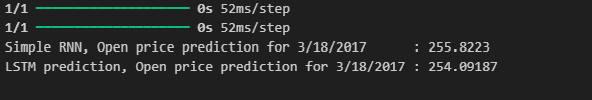 1/1 ━━━━━━━━━━━━━━━━━━━━ 0s 52ms/step
1/1 ━━━━━━━━━━━━━━━━━━━━ 0s 52ms/step
Simple RNN, Open price prediction for 3/18/2017      : 255.8223
LSTM prediction, Open price prediction for 3/18/2017 : 254.09187